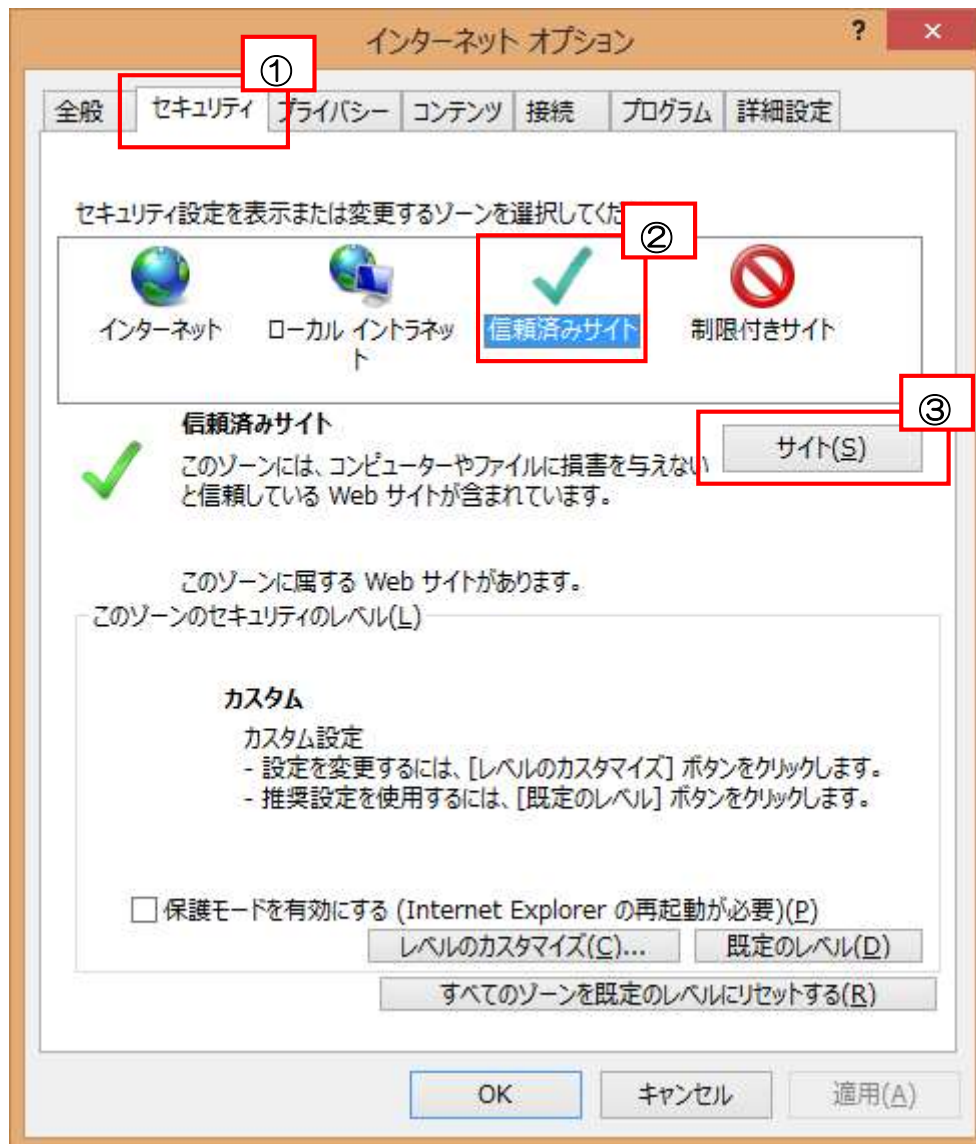 インターネット オプション
?
×
①
全般 セキュリティ プライバシー コンテンツ 接続 プログラム 詳細設定
セキュリティ設定を表示または変更するゾーンを選択してくだ
②
インターネット
ローカル イントラネッ
ト
信頼済みサイト
制限付きサイト
③
信頼済みサイト
サイト(S)
このゾーンには、コンピューターやファイルに損害を与えない
と信頼している Web サイトが含まれています。
このゾーンに属する Web サイトがあります。
このゾーンのセキュリティのレベル(L)
カスタム
カスタム設定
- 設定を変更するには、[レベルのカスタマイズ] ボタンをクリックします。
- 推奨設定を使用するには、[既定のレベル] ボタンをクリックします。
保護モードを有効にする (Internet Explorer の再起動が必要)(P)
レベルのカスタマイズ(C)... 既定のレベル(D)
すべてのゾーンを既定のレベルにリセットする(R)
OK キャンセル 適用(A)